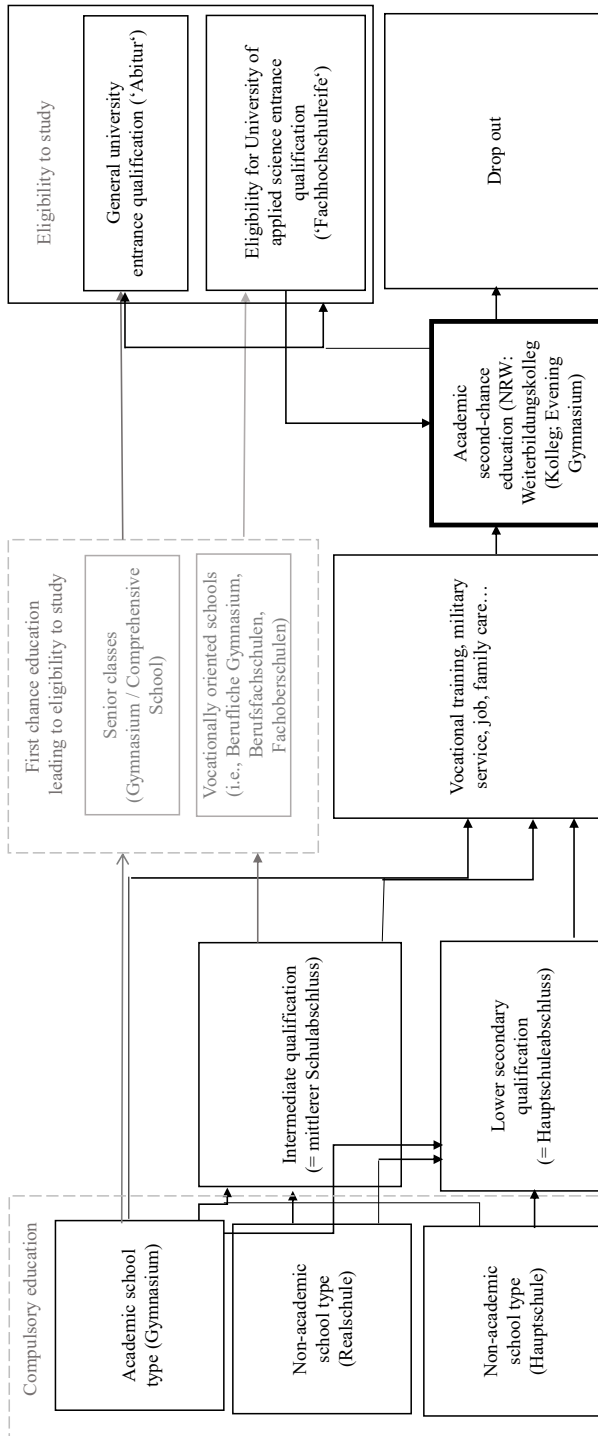 Compulsory education
Academic school
type (Gymnasium)
Non-academic
school type
(Realschule)
Non-academic
school type
(Hauptschule)
Intermediate qualification
(= mittlerer Schulabschluss)
Lower secondary
qualification
(= Hauptschuleabschluss)
First chance education
leading to eligibility to study
Senior classes
(Gymnasium / Comprehensive
School)
Vocationally oriented schools
(i.e., Berufliche Gymnasium,
Berufsfachschulen,
Fachoberschulen)
Vocational training, military
service, job, family care…
Academic
second-chance
education (NRW:
Weiterbildungskolleg
(Kolleg; Evening
Gymnasium)
Eligibility to study
General university
entrance qualification (‘Abitur‘)
Eligibility for University of
applied science entrance
qualification
(‘Fachhochschulreife‘)
Drop out